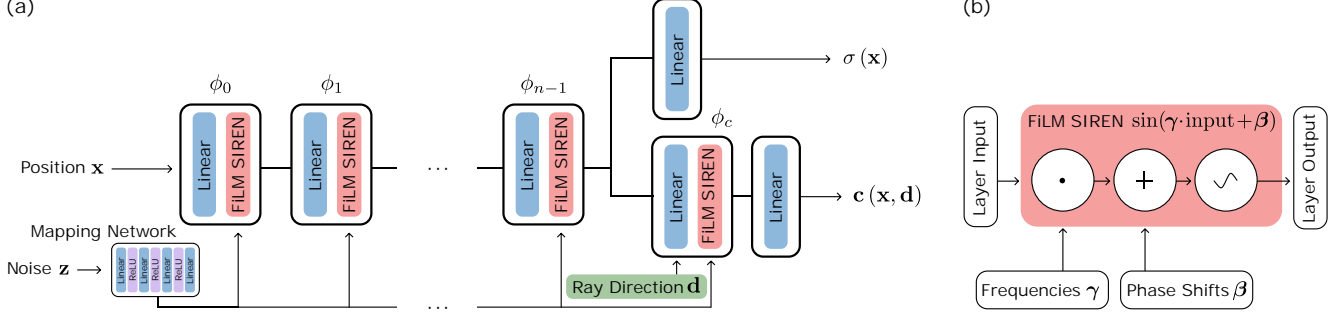 (a)
ϕ₀
ϕ₁
ϕₙ₋₁
ϕ_c
Position x
Linear
FiLM SIREN
Linear
FiLM SIREN
...
Linear
FiLM SIREN
Linear
σ (x)
Linear
FiLM SIREN
Linear
c (x, d)
Mapping Network
Noise z
Linear
ReLU
Linear
ReLU
Linear
ReLU
Linear
...
Ray Direction d
(b)
Layer Input
FiLM SIREN sin(γ·input+β)
Layer Output
Frequencies γ
Phase Shifts β